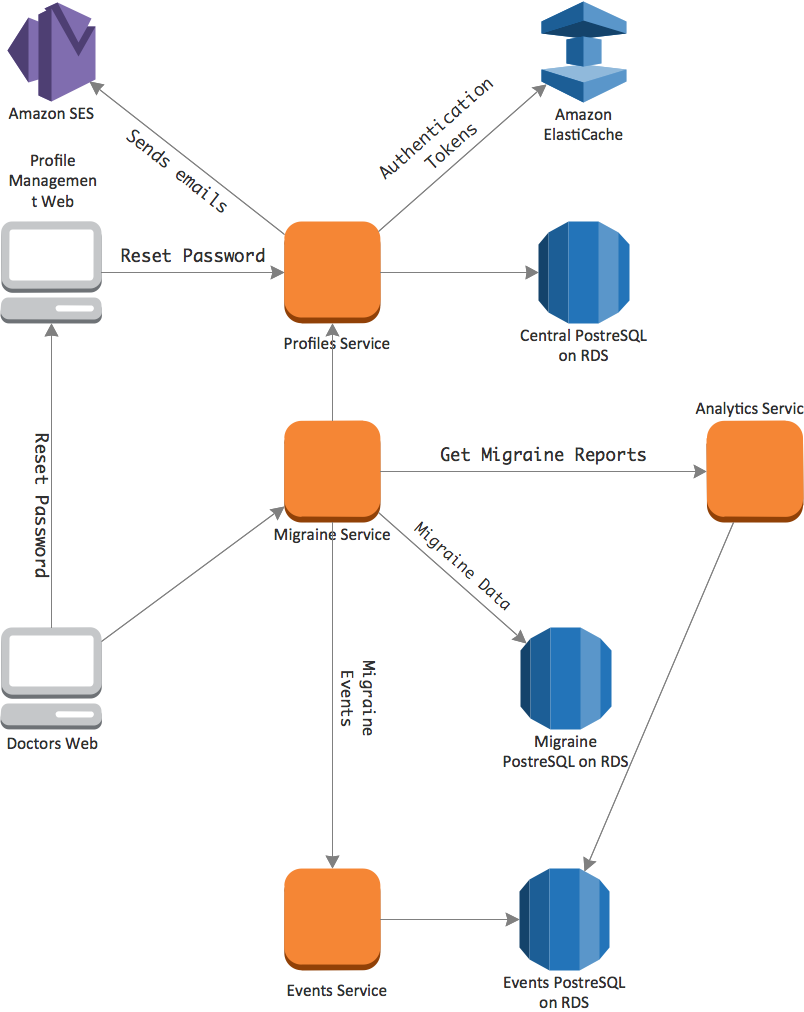 Amazon SES
Amazon
ElastiCache
Sends emails
Authentication
Tokens
Profile
Managemen
t Web
Reset Password
Profiles Service
Central PostreSQL
on RDS
Analytics Servic
Reset Password
Get Migraine Reports
Migraine Service
Migraine Data
Migraine
Events
Doctors Web
Migraine
PostreSQL on RDS
Events Service
Events PostreSQL
on RDS